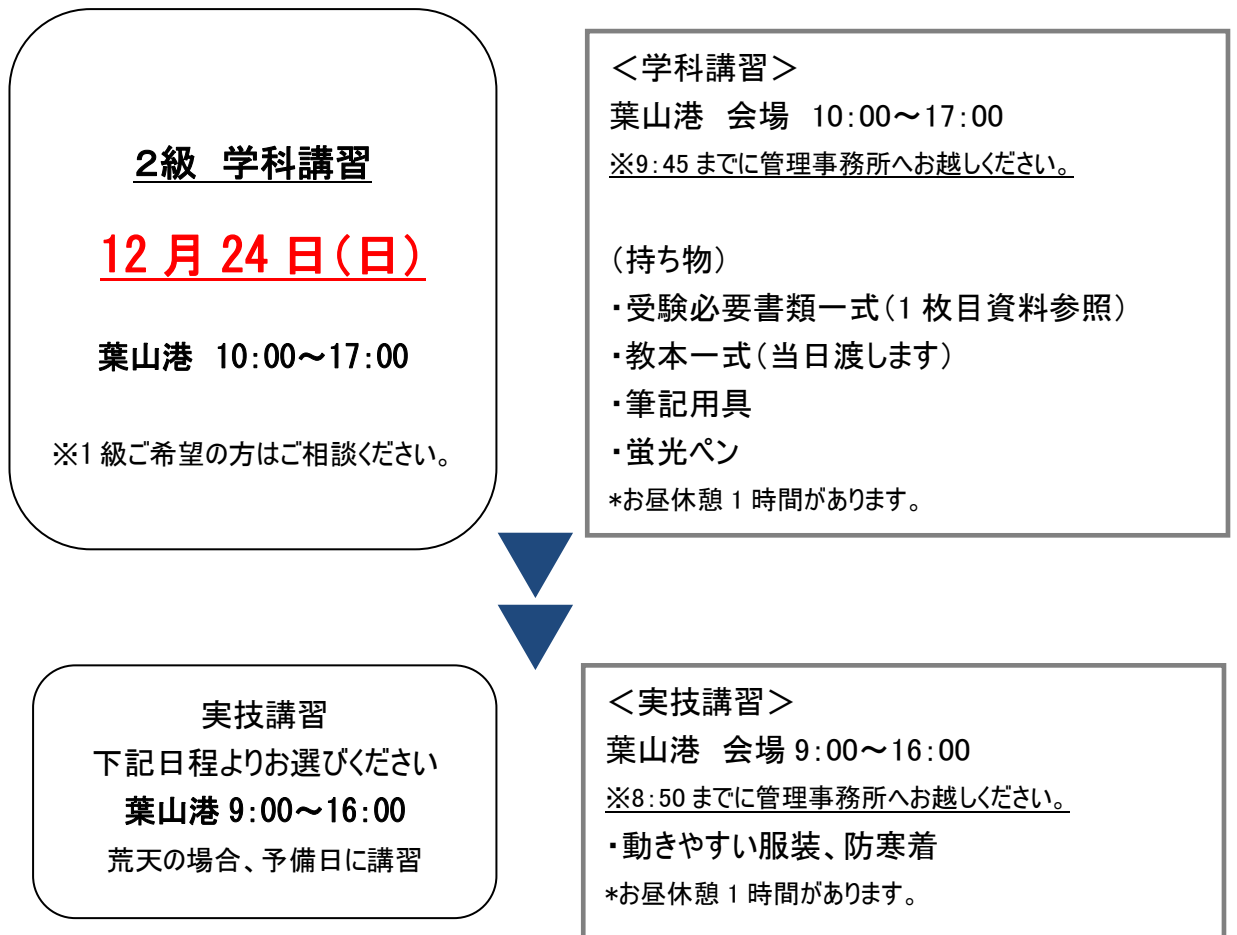 ２級　学科講習
12 月 24 日（日）
葉山港　10：00～17：00
※1 級ご希望の方はご相談ください。
＜学科講習＞
葉山港　会場　10：00～17：00
※9：45 までに管理事務所へお越しください。
（持ち物）
・受験必要書類一式（1 枚目資料参照）
・教本一式（当日渡します）
・筆記用具
・蛍光ペン
*お昼休憩 1 時間があります。
実技講習
下記日程よりお選びください
葉山港 9：00～16：00
荒天の場合、予備日に講習
＜実技講習＞
葉山港　会場 9：00～16：00
※8：50 までに管理事務所へお越しください。
・動きやすい服装、防寒着
*お昼休憩 1 時間があります。